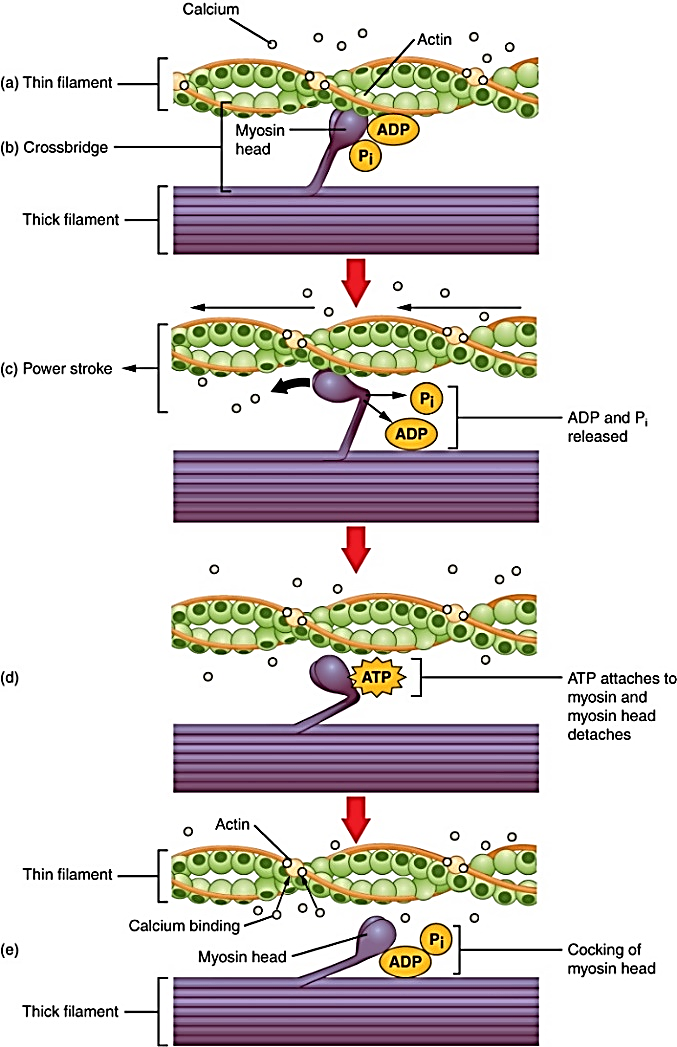 Calcium
Actin
(a) Thin filament
Myosin
head
ADP
Pi
(b) Crossbridge
Thick filament
(c) Power stroke
Pi
ADP
ADP and Pi
released
(d)
ATP
ATP attaches to
myosin and
myosin head
detaches
Actin
Thin filament
Calcium binding
Myosin head
Pi
ADP
(e)
Cocking of
myosin head
Thick filament